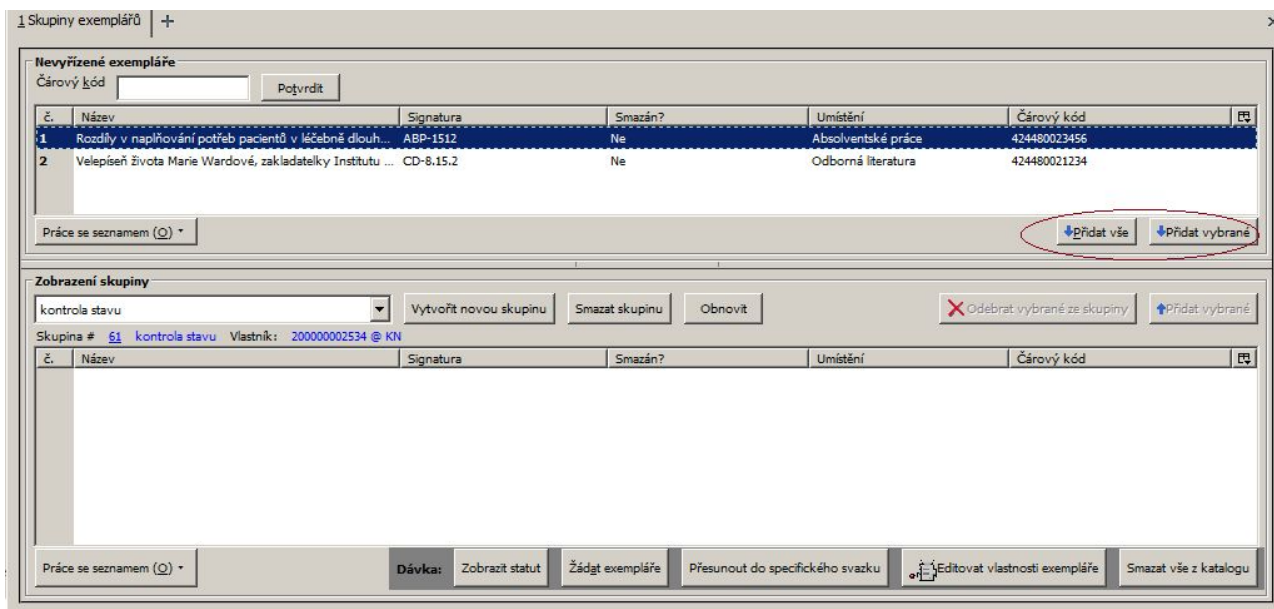 1 Skupiny exemplářů +
Nevyřízené exempláře
Čárový kód Potvrdit
č. Název Signatura Smazán? Umístění Čárový kód
1 Rozdíly v naplňování potřeb pacientů v léčebně dlouh... ABP-1512 Ne Absolventské práce 424480023456
2 Velepíseň života Marie Wardové, zakladatelky Institutu ... CD-8.15.2 Ne Odborná literatura 424480021234
Práce se seznamem (O) Přidat vše Přidat vybrané
Zobrazení skupiny
kontrola stavu Vytvořit novou skupinu Smazat skupinu Obnovit Odebrat vybrané ze skupiny Přidat vybrané
Skupina # 61 kontrola stavu Vlastník: 200000002534 @ KN
č. Název Signatura Smazán? Umístění Čárový kód
Práce se seznamem (O) Dávka: Zobrazit statut Žádat exempláře Přesunout do specifického svazku Editovat vlastnosti exempláře Smazat vše z katalogu